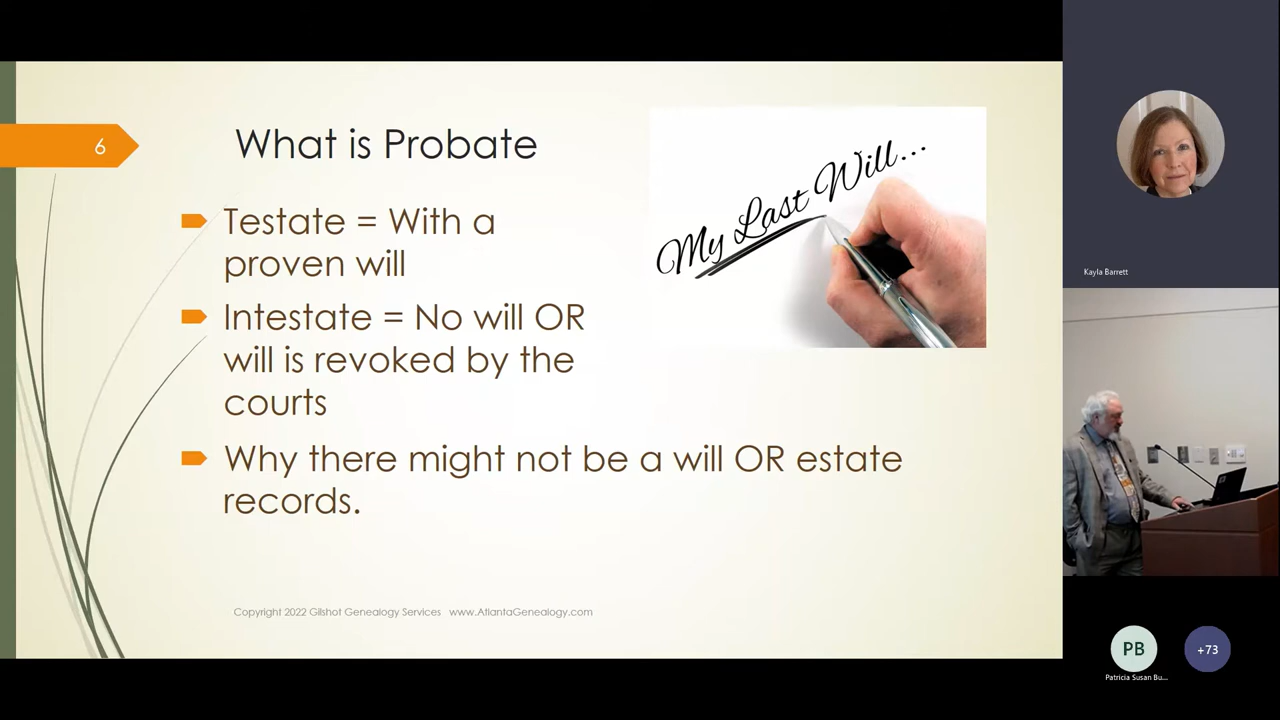 6
What is Probate
My Last Will...
Testate = With a
proven will
Intestate = No will OR
will is revoked by the
courts
Why there might not be a will OR estate
records.
Copyright 2022 Gilshot Genealogy Services www.AtlantaGenealogy.com
Kayla Barrett
PB
Patricia Susan Bu...
+73